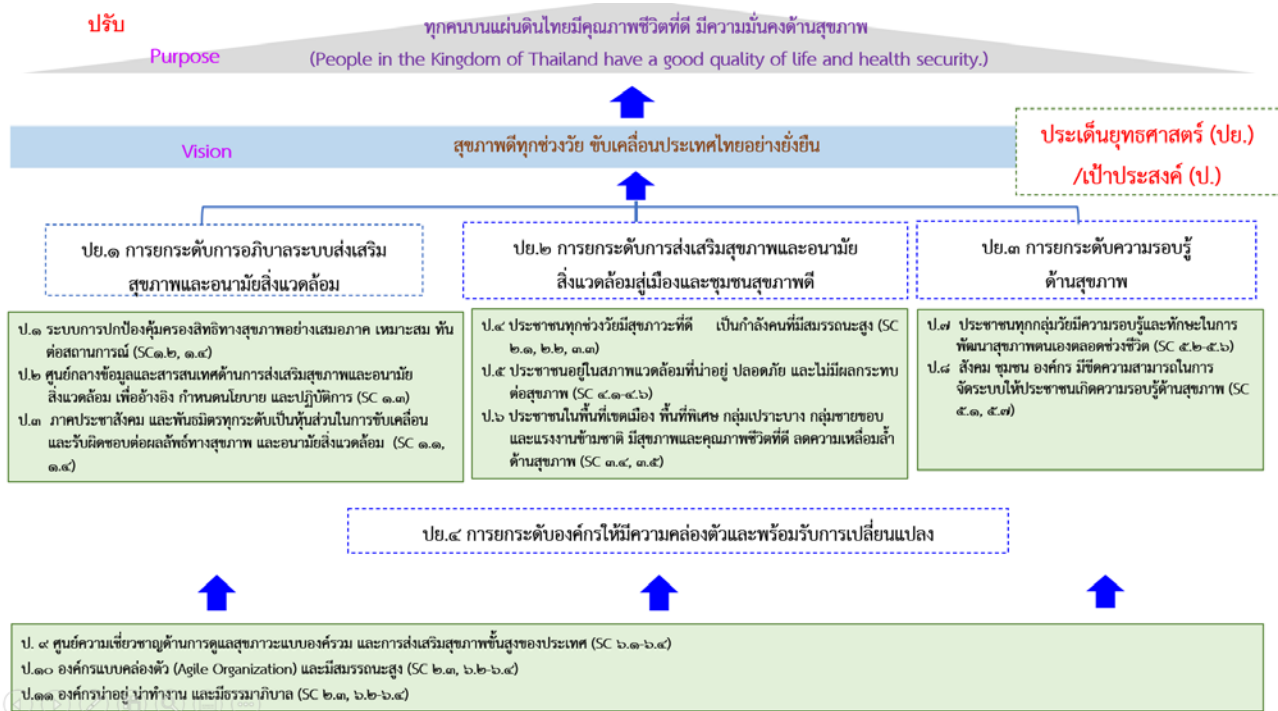 ปรับ
ทุกคนบนแผ่นดินไทยมีคุณภาพชีวิตที่ดี มีความมั่นคงด้านสุขภาพ
Purpose
(People in the Kingdom of Thailand have a good quality of life and health security.)
Vision
สุขภาพดีทุกช่วงวัย ขับเคลื่อนประเทศไทยอย่างยั่งยืน
ประเด็นยุทธศาสตร์ (ปย.)
/เป้าประสงค์ (ป.)
ปย.๑ การยกระดับการอภิบาลระบบส่งเสริม
สุขภาพและอนามัยสิ่งแวดล้อม
ป.๑ ระบบการปกป้องคุ้มครองสิทธิทางสุขภาพอย่างเสมอภาค เหมาะสม ทัน
ต่อสถานการณ์ (SC๑.๒, ๑.๔)
ป.๒ ศูนย์กลางข้อมูลและสารสนเทศด้านการส่งเสริมสุขภาพและอนามัย
สิ่งแวดล้อม เพื่ออ้างอิง กำหนดนโยบาย และปฏิบัติการ (SC ๑.๓)
ป.๓ ภาคประชาสังคม และพันธมิตรทุกระดับเป็นหุ้นส่วนในการขับเคลื่อน
และรับผิดชอบต่อผลลัพธ์ทางสุขภาพ และอนามัยสิ่งแวดล้อม (SC ๑.๑,
๑.๔)
ปย.๒ การยกระดับการส่งเสริมสุขภาพและอนามัย
สิ่งแวดล้อมสู่เมืองและชุมชนสุขภาพดี
ป.๔ ประชาชนทุกช่วงวัยมีสุขภาวะที่ดี เป็นกำลังคนที่มีสมรรถนะสูง (SC
๒.๑, ๒.๒, ๓.๓)
ป.๕ ประชาชนอยู่ในสภาพแวดล้อมที่น่าอยู่ ปลอดภัย และไม่มีผลกระทบ
ต่อสุขภาพ (SC ๔.๑-๔.๖)
ป.๖ ประชาชนในพื้นที่เขตเมือง พื้นที่พิเศษ กลุ่มเปราะบาง กลุ่มชายขอบ
และแรงงานข้ามชาติ มีสุขภาพและคุณภาพชีวิตที่ดี ลดความเหลื่อมล้ำ
ด้านสุขภาพ (SC ๓.๔, ๓.๕)
ปย.๓ การยกระดับความรอบรู้
ด้านสุขภาพ
ป.๗ ประชาชนทุกกลุ่มวัยมีความรอบรู้และทักษะในการ
พัฒนาสุขภาพตนเองตลอดช่วงชีวิต (SC ๕.๒-๕.๖)
ป.๘ สังคม ชุมชน องค์กร มีขีดความสามารถในการ
จัดระบบให้ประชาชนเกิดความรอบรู้ด้านสุขภาพ (SC
๕.๑, ๕.๗)
ปย.๔ การยกระดับองค์กรให้มีความคล่องตัวและพร้อมรับการเปลี่ยนแปลง
ป. ๙ ศูนย์ความเชี่ยวชาญด้านการดูแลสุขภาวะแบบองค์รวม และการส่งเสริมสุขภาพขั้นสูงของประเทศ (SC ๖.๑-๖.๔)
ป.๑๐ องค์กรแบบคล่องตัว (Agile Organization) และมีสมรรถนะสูง (SC ๒.๓, ๖.๒-๖.๔)
ป.๑๑ องค์กรน่าอยู่ น่าทำงาน และมีธรรมาภิบาล (SC ๒.๓, ๖.๒-๖.๔)